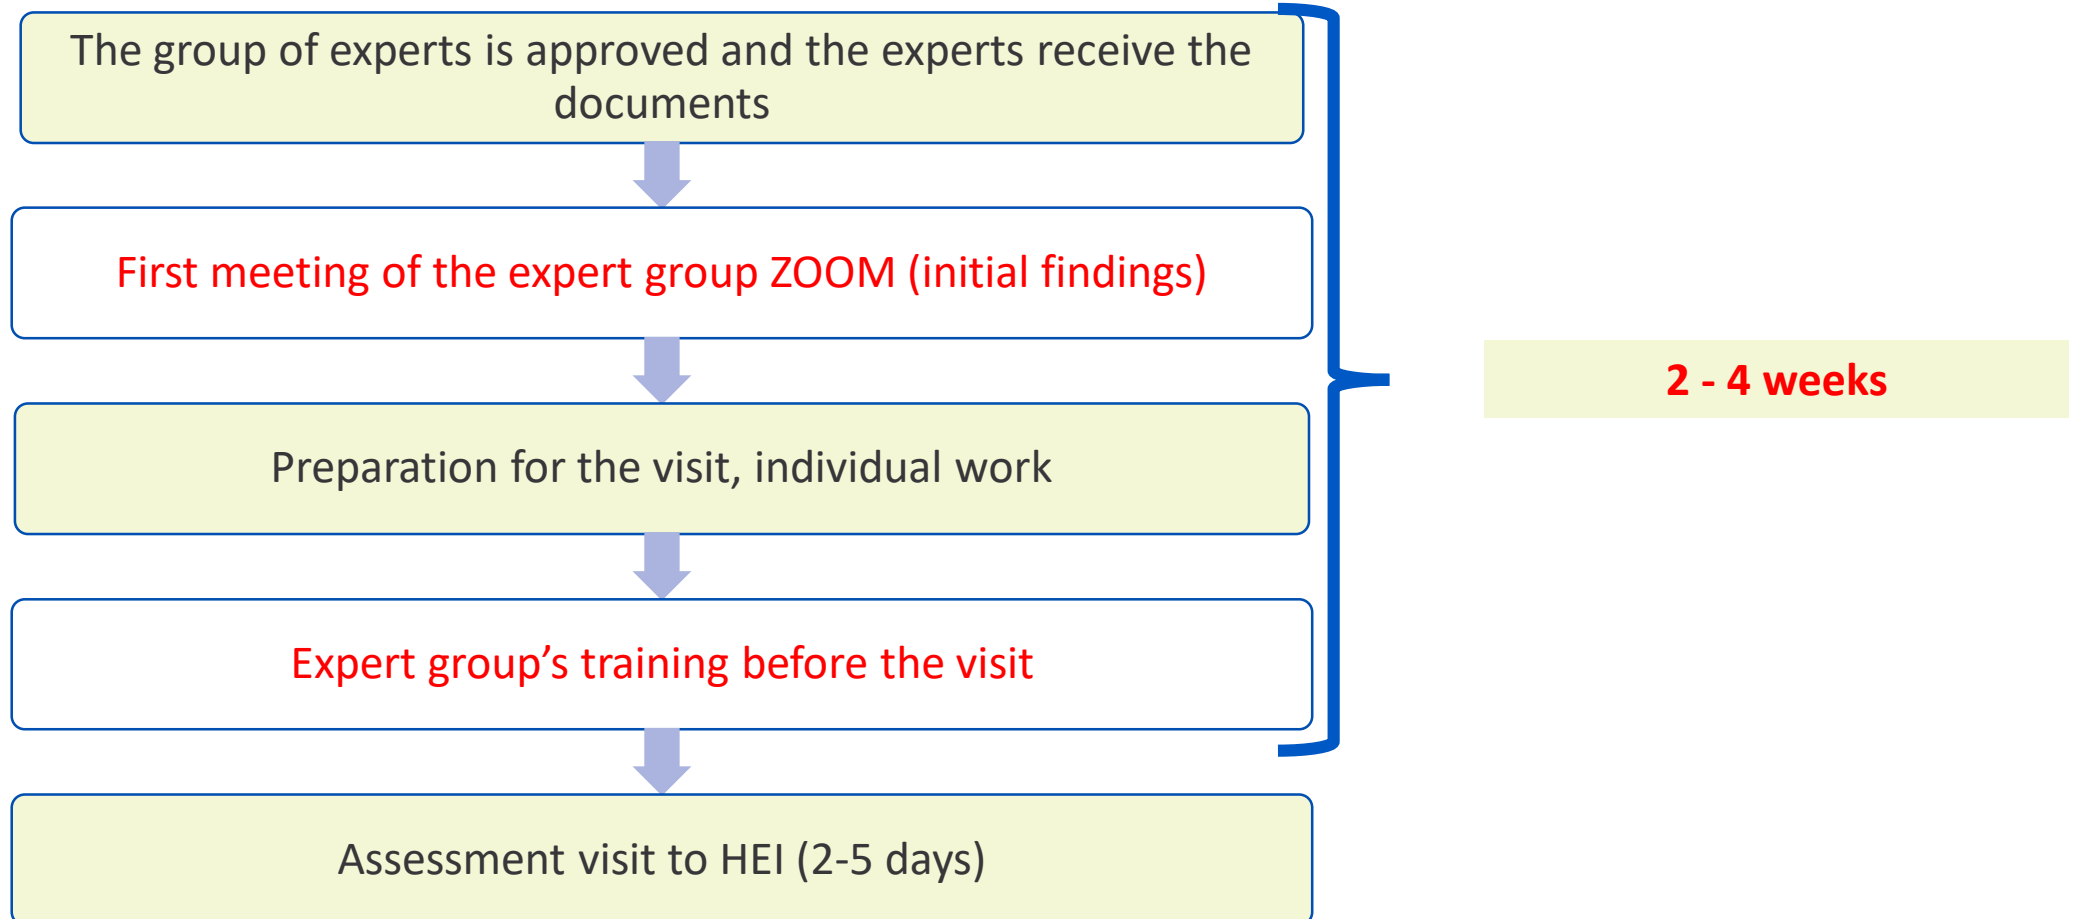 The group of experts is approved and the experts receive the
documents
First meeting of the expert group ZOOM (initial findings)
2 - 4 weeks
Preparation for the visit, individual work
Expert group’s training before the visit
Assessment visit to HEI (2-5 days)